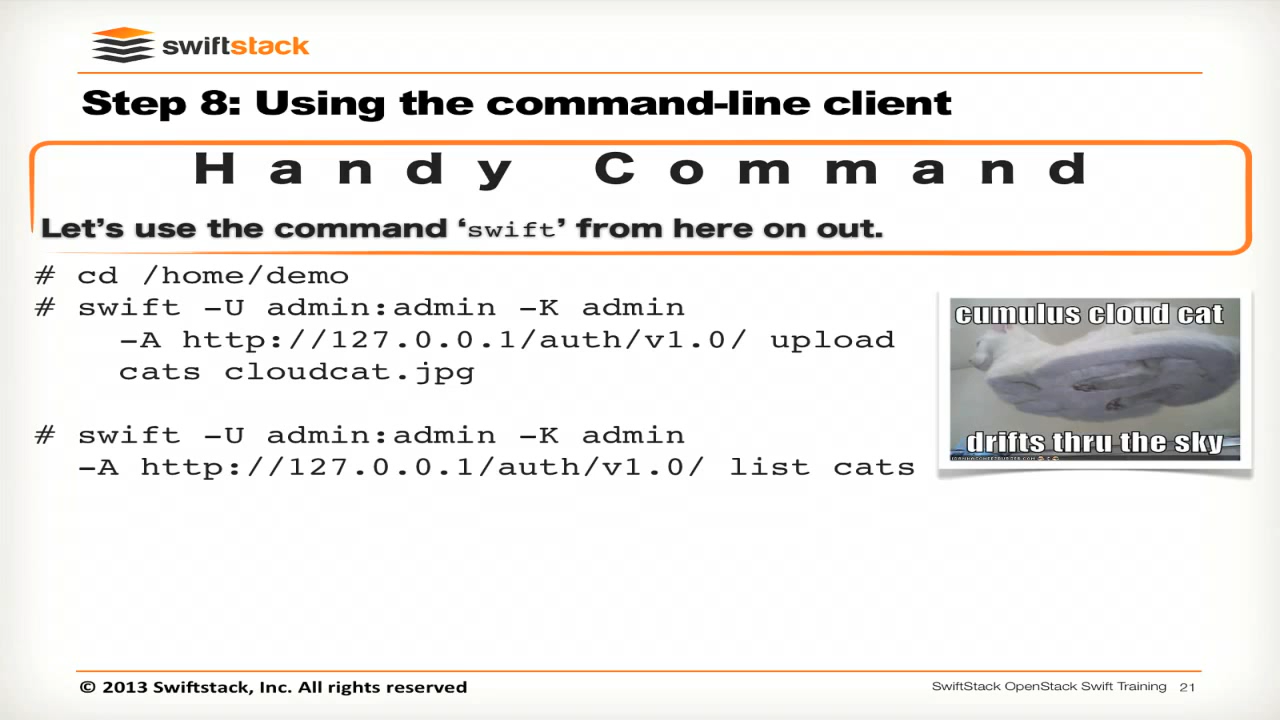 swiftstack
Step 8: Using the command-line client
Handy Command
Let's use the command ‘swift’ from here on out.
# cd /home/demo
# swift –U admin:admin –K admin
–A http://127.0.0.1/auth/v1.0/ upload
cats cloudcat.jpg
cumulus cloud cat
drifts thru the sky
# swift –U admin:admin –K admin
–A http://127.0.0.1/auth/v1.0/ list cats
© 2013 Swiftstack, Inc. All rights reserved
SwiftStack OpenStack Swift Training 21